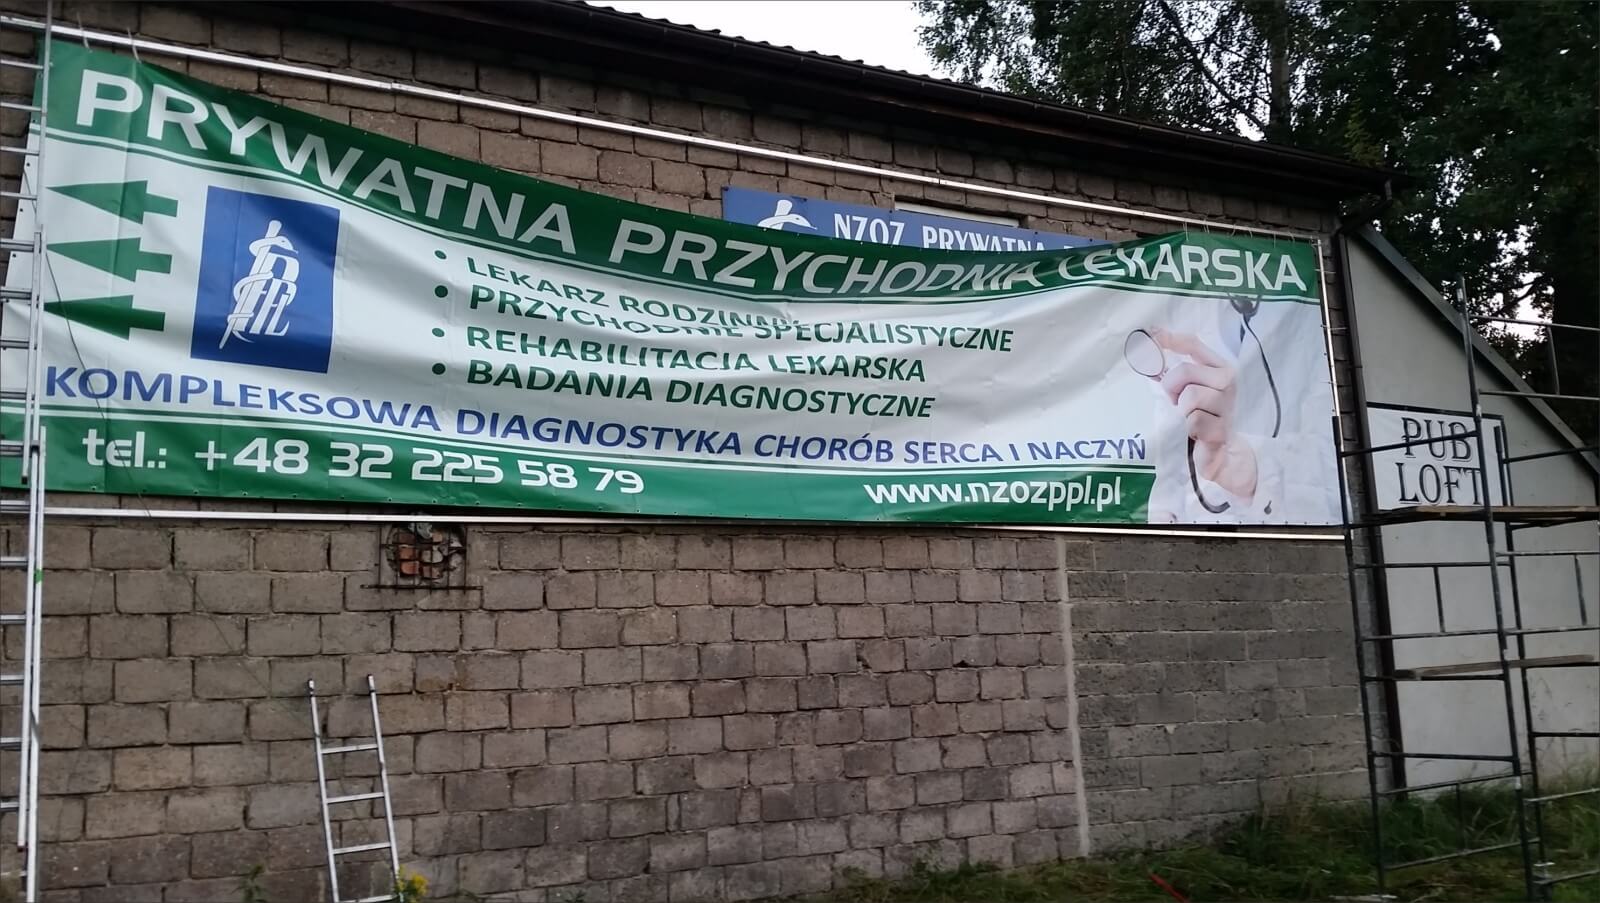 PRYWATNA PRZYCHODNIA LEKARSKA
NZOZ PRYWATNA
• LEKARZ RODZINNY
• PRZYCHODNIE SPECJALISTYCZNE
• REHABILITACJA LEKARSKA
• BADANIA DIAGNOSTYCZNE
KOMPLEKSOWA DIAGNOSTYKA CHORÓB SERCA I NACZYŃ
tel.: +48 32 225 58 79
www.nzozppl.pl
PUB
LOFT